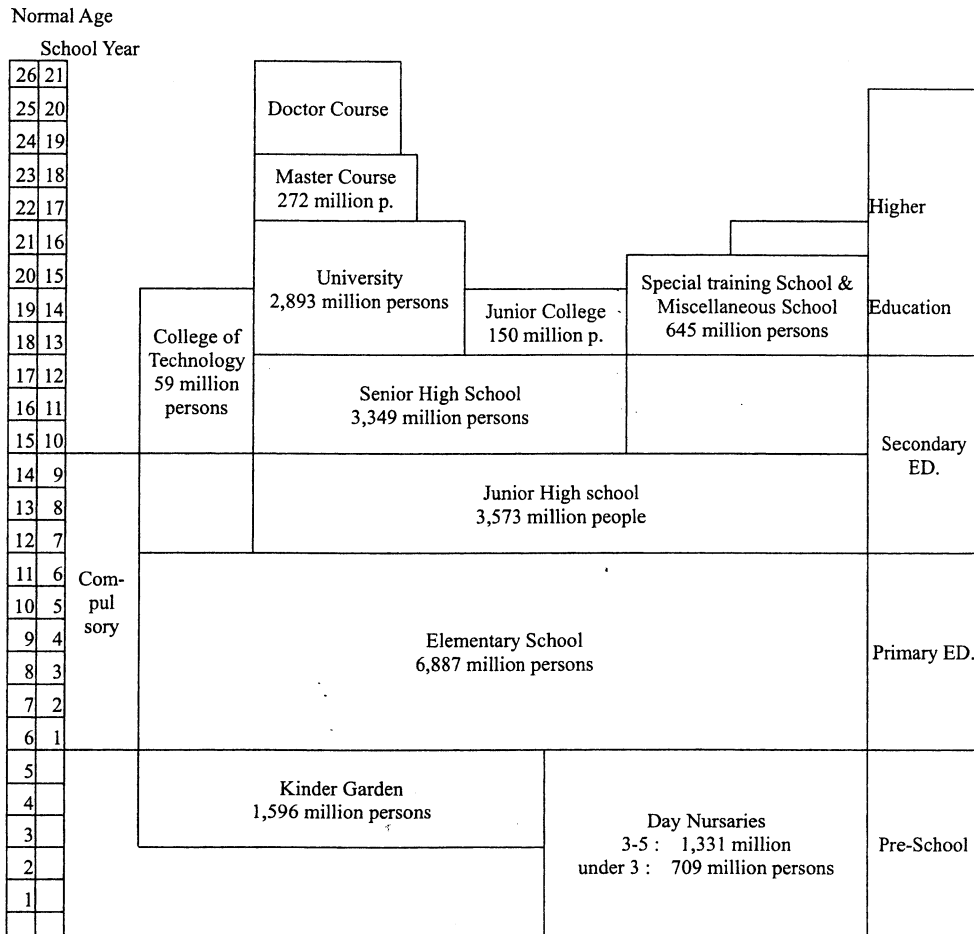 Normal Age
School Year
26 21
25 20
24 19
23 18
22 17
21 16
20 15
19 14
18 13
17 12
16 11
15 10
14 9
13 8
12 7
11 6
10 5
9 4
8 3
7 2
6 1
5
4
3
2
1
Com-
pul
sory
Doctor Course
Master Course
272 million p.
University
2,893 million persons
Junior College
150 million p.
Special training School &
Miscellaneous School
645 million persons
College of
Technology
59 million
persons
Senior High School
3,349 million persons
Junior High school
3,573 million people
Elementary School
6,887 million persons
Kinder Garden
1,596 million persons
Day Nursaries
3-5 : 1,331 million
under 3 : 709 million persons
Higher
Education
Secondary
ED.
Primary ED.
Pre-School